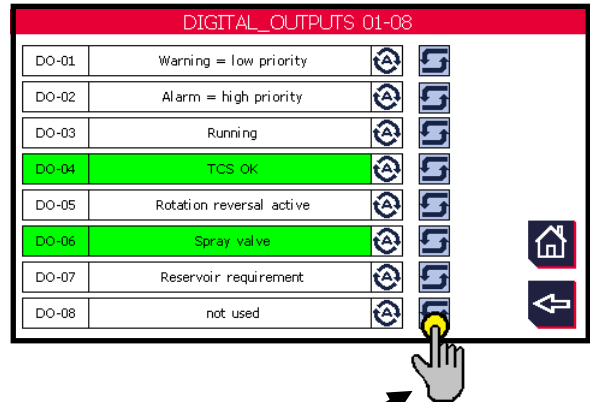 DIGITAL_OUTPUTS 01-08
DO-01 Warning = low priority A
DO-02 Alarm = high priority A
DO-03 Running A
DO-04 TCS OK A
DO-05 Rotation reversal active A
DO-06 Spray valve A
DO-07 Reservoir requirement A
DO-08 not used A